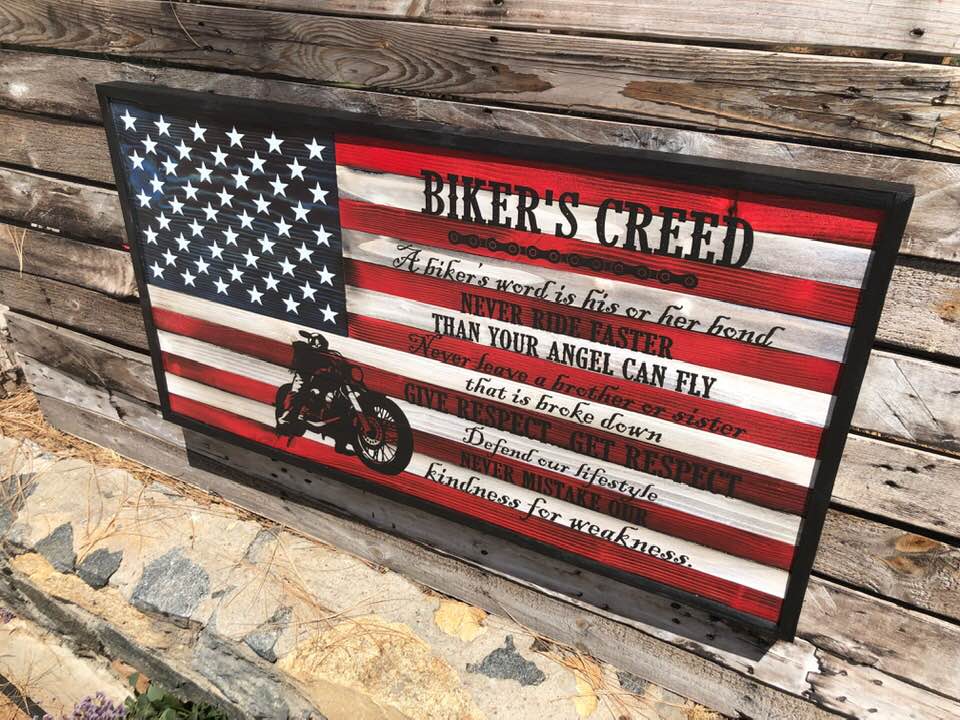 BIKER'S CREED
A biker's word is his or her bond
NEVER RIDE FASTER
THAN YOUR ANGEL CAN FLY
Never leave a brother or sister
that is broke down
GIVE RESPECT. GET RESPECT
Defend our lifestyle
NEVER MISTAKE OUR
kindness for weakness.